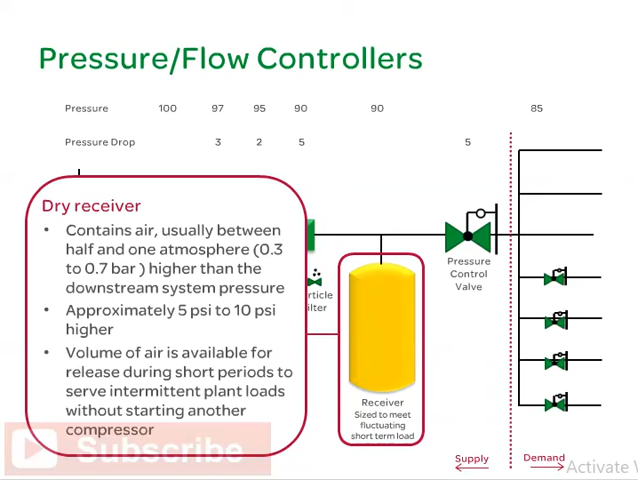 Pressure/Flow Controllers
Pressure 100 97 95 90 90 85
Pressure Drop 3 2 5 5
Dry receiver
• Contains air, usually between
half and one atmosphere (0.3
to 0.7 bar ) higher than the
downstream system pressure
• Approximately 5 psi to 10 psi
higher
• Volume of air is available for
release during short periods to
serve intermittent plant loads
without starting another
compressor
rticle
ilter
Receiver
Sized to meet
fluctuating
short term load
Pressure
Control
Valve
Supply
Demand
Subscribe
Activate W